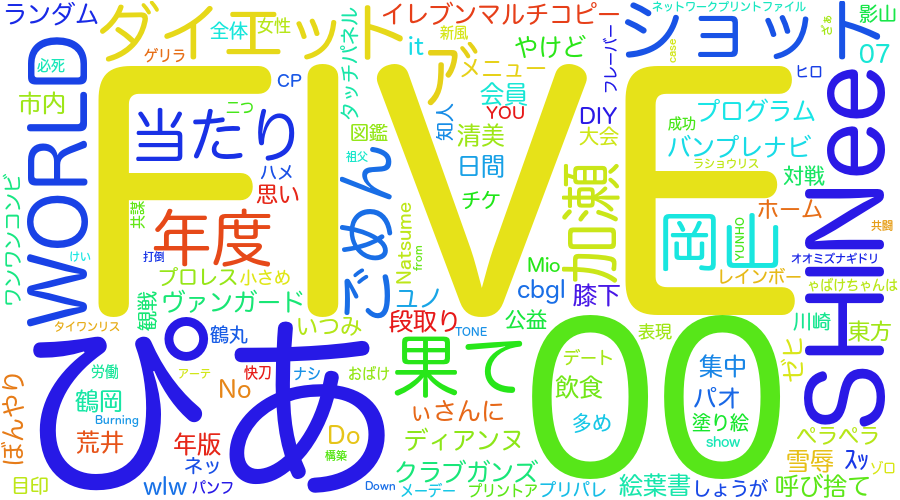 ランダム
ダイエット
イレブンマルチコピー
ショット
ネットワークプリントファイル
影山
ざぁ
07
全体
女性
新風
it
やけど
ゲリラ
必死
タッチパネル
ア
メニュー
フレーバー
case
ヒロ
WORLD
FIVE
CP
会員
YOU
DIY
プログラム
市内
二つ
当たり
図鑑
知人
清美
大会
成功
バンプレナビ
祖父
日間
ラショウリス
対戦
SHINee
ワンワンコンビ
ハメ
思い
チケ
加瀬
ホーム
共謀
年度
ごめん
Natsume
from
岡山
YUNHO
共闘
けい
打倒
オオミズナギドリ
プロレス
小さめ
Mio
cbgl
膝下
レインボー
ゃばけちゃんは
観戦
ヴァンガード
ユノ
段取り
公益
川崎
東方
タイワンリス
鶴丸
いつみ
TONE
表現
ぴあ
果て
00
ゼヒ
労働
アーテ
快刀
ナシ
おばけ
デート
集中
飲食
パオ
ぼんやり
鶴岡
No
ぃさんに
多め
塗り絵
Burning
荒井
年版
Do
ディアンヌ
show
ペラペラ
ネッ
構築
クラブガンズ
雪辱
スッ
ゾロ
目印
wlw
パンフ
Down
メーデー
プリントア
プリパレ
絵葉書
しょうが
呼び捨て